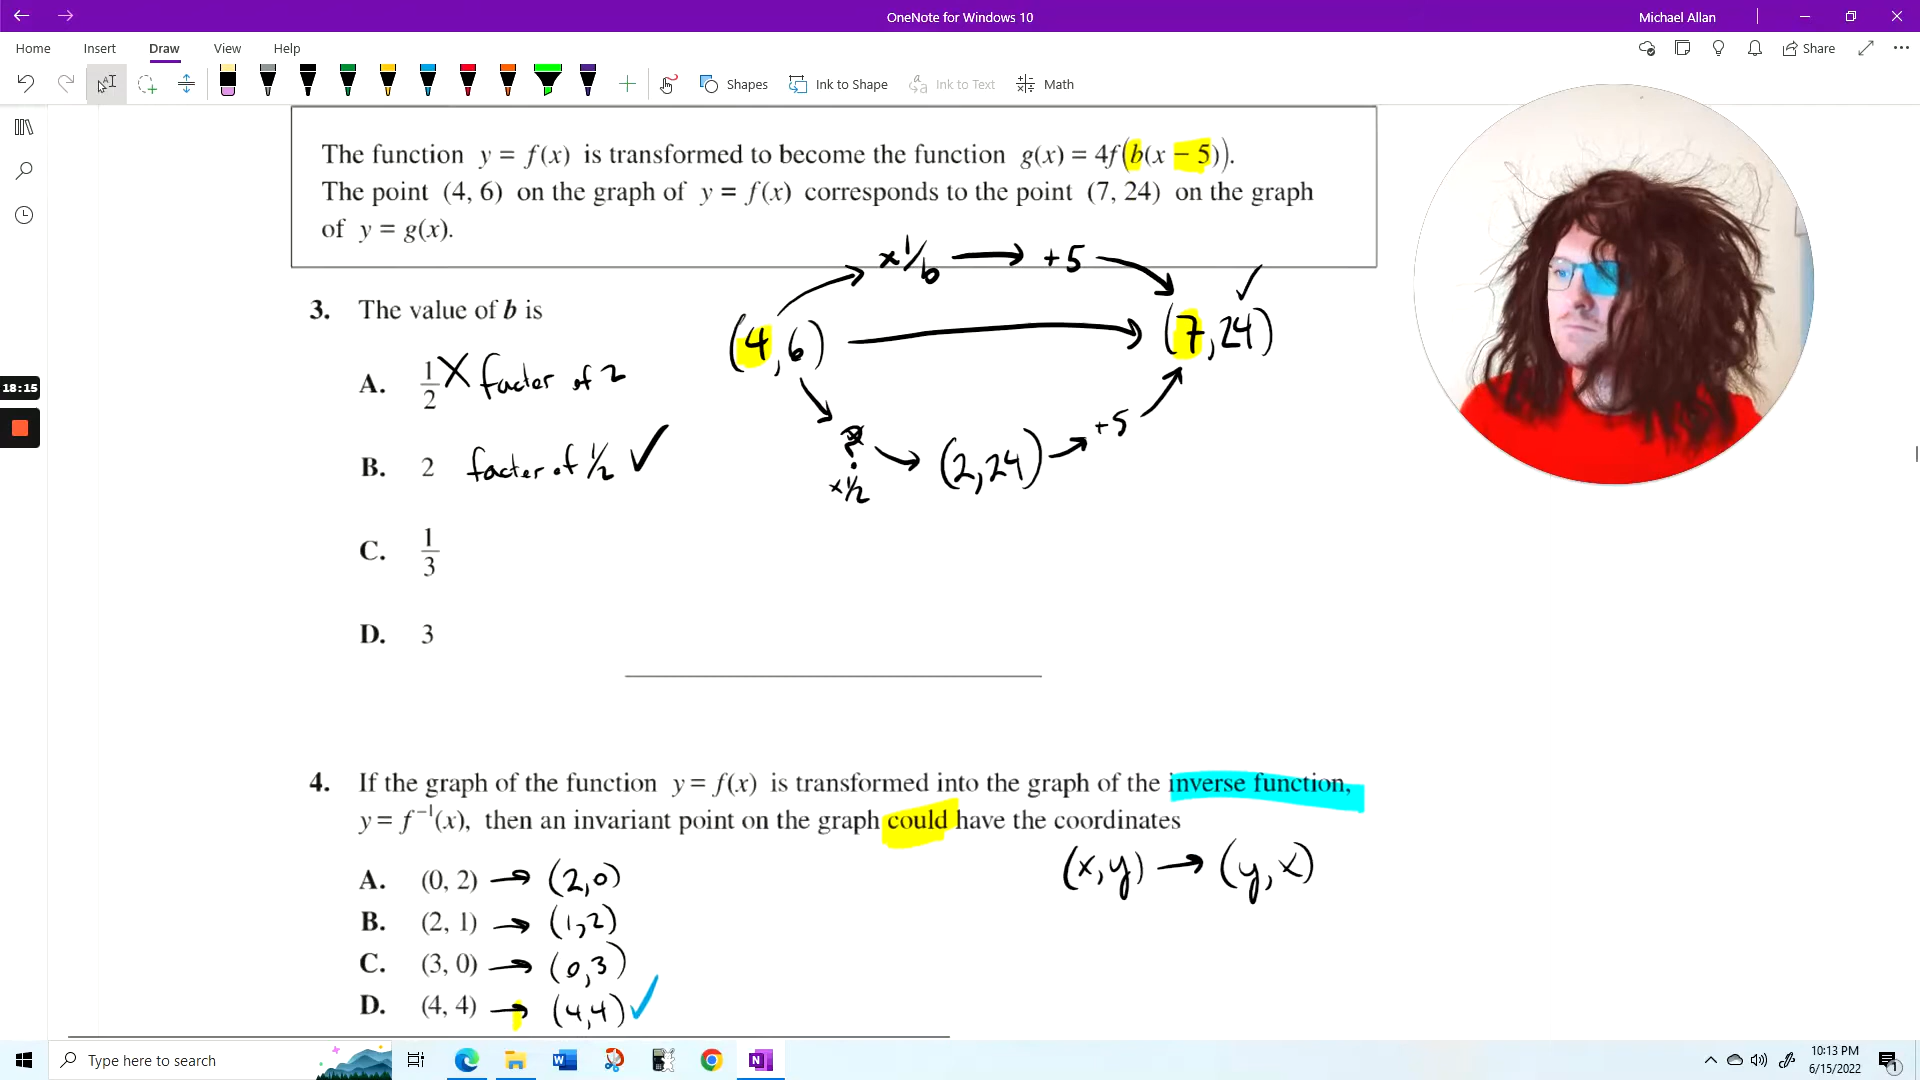 OneNote for Windows 10
Michael Allan
Home Insert Draw View Help
Share
Shapes Ink to Shape Ink to Text Math
The function y = f(x) is transformed to become the function g(x) = 4f(b(x − 5)).
The point (4, 6) on the graph of y = f(x) corresponds to the point (7, 24) on the graph
of y = g(x).
x 1/b → +5
3. The value of b is
(4,6) → (7,24) ✓
A. 1/2 X factor of 2
18:15
+5
B. 2 factor of 1/2 ✓
? → (2,24)
x 1/2
C. 1/3
D. 3
4. If the graph of the function y = f(x) is transformed into the graph of the inverse function,
y = f⁻¹(x), then an invariant point on the graph could have the coordinates
(x,y) → (y,x)
A. (0, 2) → (2,0)
B. (2, 1) → (1,2)
C. (3, 0) → (0,3)
D. (4, 4) → (4,4) ✓
Type here to search
10:13 PM
6/15/2022
1